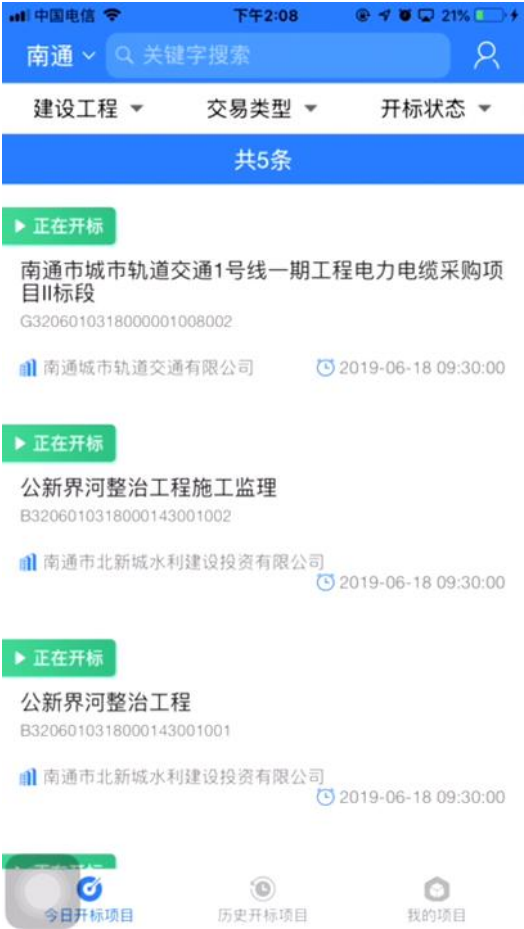 中国电信 下午2:08 21%
南通 关键字搜索
建设工程 交易类型 开标状态
共5条
正在开标
南通市城市轨道交通1号线一期工程电力电缆采购项
目II标段
G3206010318000001008002
南通城市轨道交通有限公司 2019-06-18 09:30:00
正在开标
公新界河整治工程施工监理
B3206010318000143001002
南通市北新城水利建设投资有限公司
2019-06-18 09:30:00
正在开标
公新界河整治工程
B3206010318000143001001
南通市北新城水利建设投资有限公司
2019-06-18 09:30:00
今日开标项目 历史开标项目 我的项目